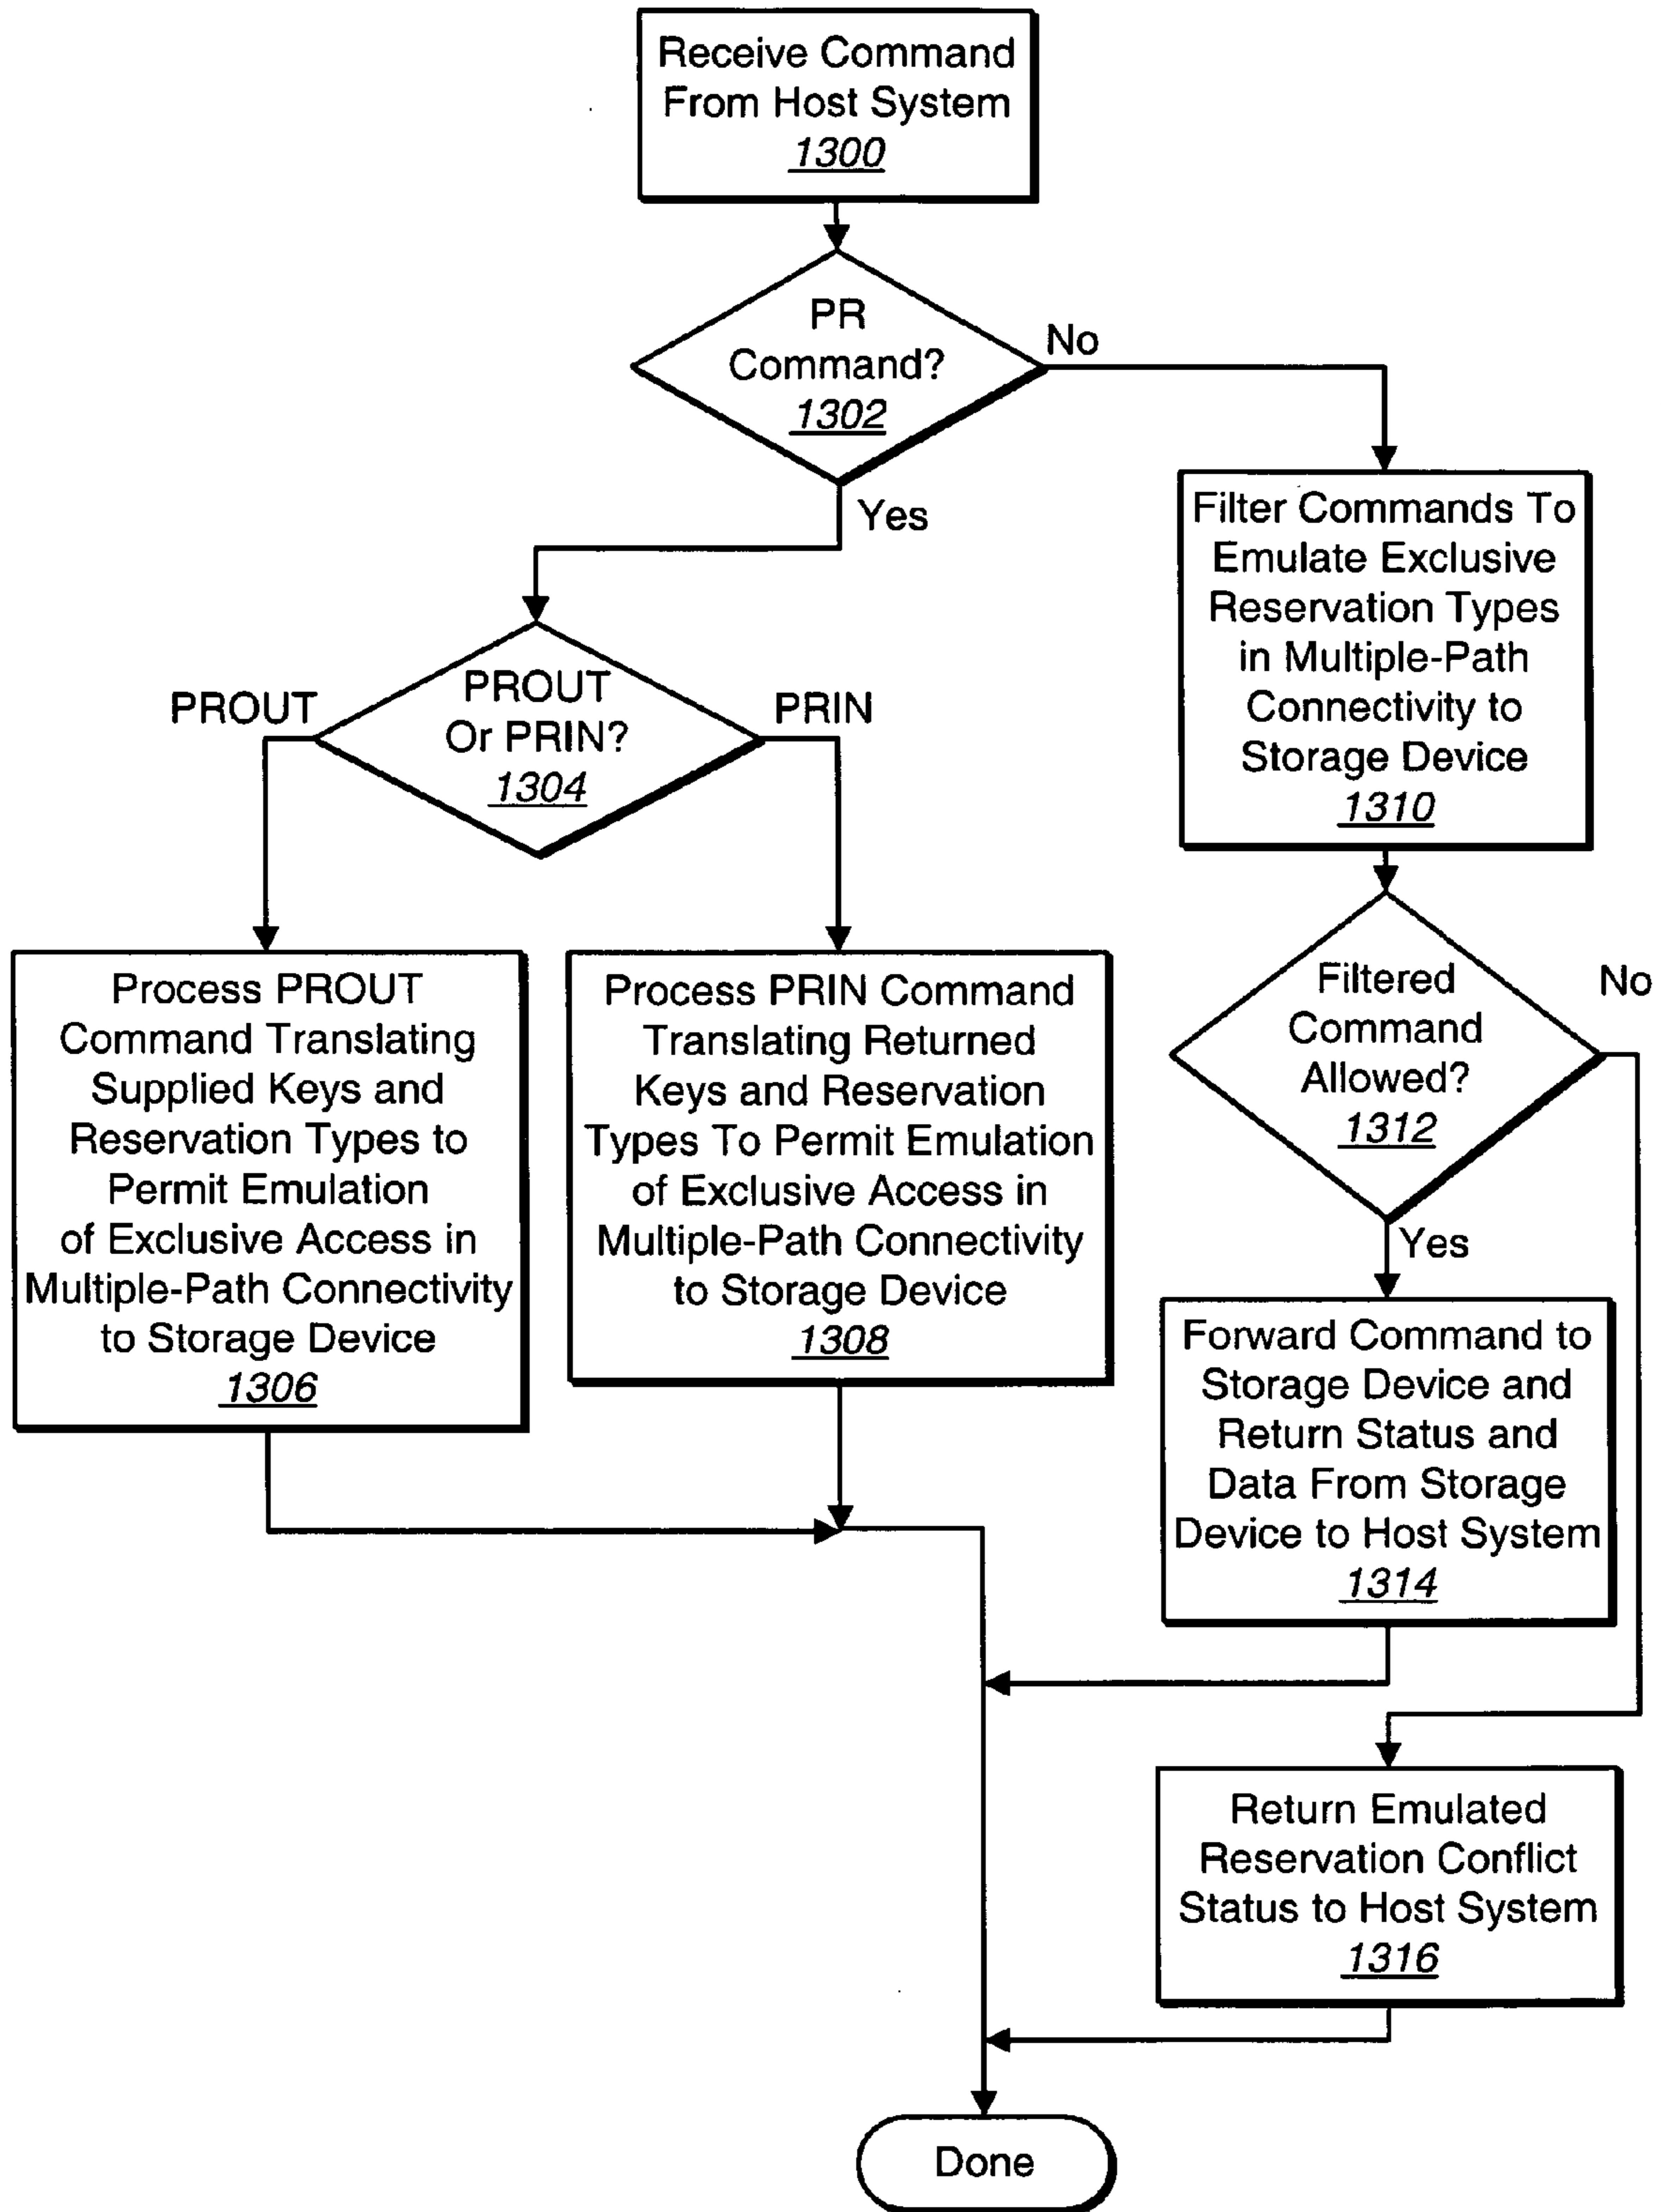 Receive Command
From Host System
1300
PR
Command?
1302
No
Yes
PROUT
Or PRIN?
1304
PROUT
PRIN
Filter Commands To
Emulate Exclusive
Reservation Types
in Multiple-Path
Connectivity to
Storage Device
1310
Process PROUT
Command Translating
Supplied Keys and
Reservation Types to
Permit Emulation
of Exclusive Access in
Multiple-Path Connectivity
to Storage Device
1306
Process PRIN Command
Translating Returned
Keys and Reservation
Types To Permit Emulation
of Exclusive Access in
Multiple-Path Connectivity
to Storage Device
1308
Filtered
Command
Allowed?
1312
No
Yes
Forward Command to
Storage Device and
Return Status and
Data From Storage
Device to Host System
1314
Return Emulated
Reservation Conflict
Status to Host System
1316
Done